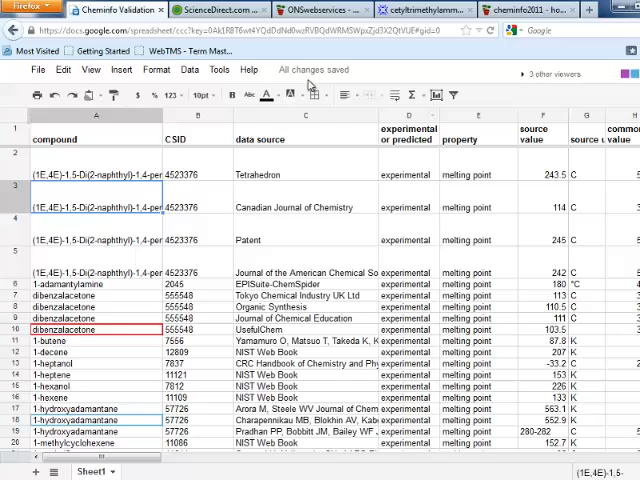 Firefox
Cheminfo Validation ...
ScienceDirect.com ...
ONSwebservices - ...
cetyltrimethylamm...
cheminfo2011 - ho...
https://docs.google.com/spreadsheet/ccc?key=0Ak1R8T6wt4YQdDdNd0wzRVBQdWRMSWpxZjd3X2QtVUE#gid=0
Google
Most Visited
Getting Started
WebTMS - Term Mast...
File Edit View Insert Format Data Tools Help All changes saved
3 other viewers
$ % 123 10pt B Abc A A Σ
A B C D E F G H
1 compound CSID data source experimental or predicted property source value source u common value
2 (1E,4E)-1,5-Di(2-naphthyl)-1,4-per 4523376 Tetrahedron experimental melting point 243.5 C
3 (1E,4E)-1,5-Di(2-naphthyl)-1,4-per 4523376 Canadian Journal of Chemistry experimental melting point 114 C
4 (1E,4E)-1,5-Di(2-naphthyl)-1,4-per 4523376 Patent experimental melting point 245 C
5 (1E,4E)-1,5-Di(2-naphthyl)-1,4-per 4523376 Journal of the American Chemical So experimental melting point 242 C
6 1-adamantylamine 2045 EPISuite-ChemSpider experimental melting point 180 °C
7 dibenzalacetone 555548 Tokyo Chemical Industry UK Ltd experimental melting point 113 C
8 dibenzalacetone 555548 Organic Synthesis experimental melting point 110.5 C
9 dibenzalacetone 555548 Journal of Chemical Education experimental melting point 111 C
10 dibenzalacetone 555548 UsefulChem experimental melting point 103.5
11 1-butene 7556 Yamamuro O, Matsuo T, Takeda K, experimental melting point 87.8 K
12 1-decene 12809 NIST Web Book experimental melting point 207 K
13 1-heptanol 7837 CRC Handbook of Chemistry and Phy experimental melting point -33.2 C
14 1-heptene 11121 NIST Web Book experimental melting point 153 K
15 1-hexanol 7812 NIST Web Book experimental melting point 226 K
16 1-hexene 11109 NIST Web Book experimental melting point 133 K
17 1-hydroxyadamantane 57726 Arora M, Steele WV Journal of Chem experimental melting point 563.1 K
18 1-hydroxyadamantane 57726 Charapennikau MB, Blokhin AV, Kab experimental melting point 552.9 K
19 1-hydroxyadamantane 57726 Pradhan PP, Bobbitt JM, Bailey WF J experimental melting point 280-282 C
20 1-methylcyclohexene 11086 NIST Web Book experimental melting point 152.7 K
Sheet1
(1E,4E)-1,5-